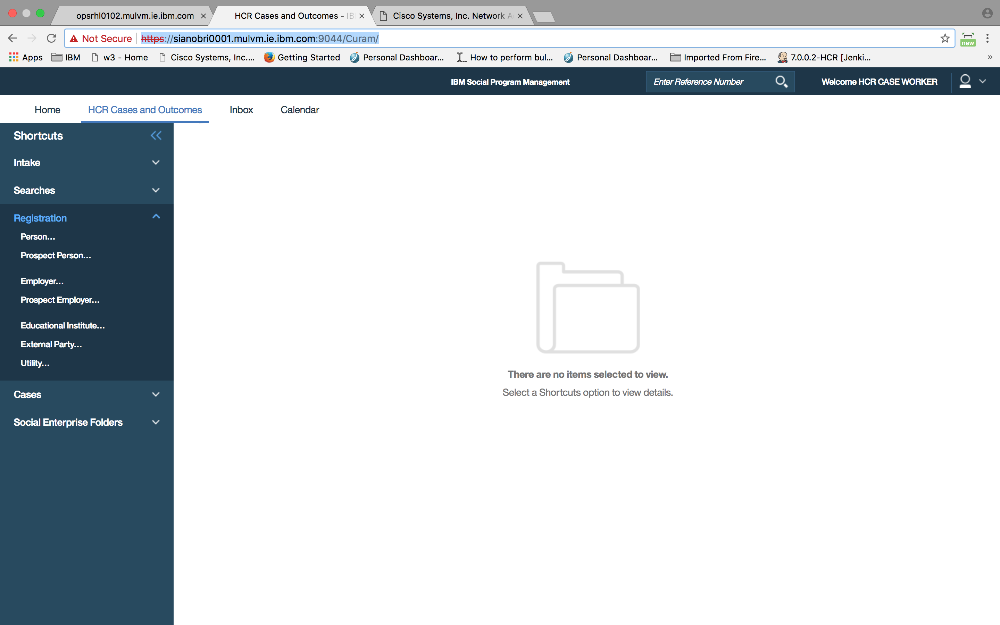 opsrhl0102.mulvm.ie.ibm.com
HCR Cases and Outcomes - IB
Cisco Systems, Inc. Network A
Not Secure
https://sianobri0001.mulvm.ie.ibm.com:9044/Curam/
new
Apps
IBM
w3 - Home
Cisco Systems, Inc....
Getting Started
Personal Dashboar...
How to perform bul...
Personal Dashboar...
Imported From Fire...
7.0.0.2-HCR [Jenki...
»
IBM Social Program Management
Enter Reference Number
Welcome HCR CASE WORKER
Home
HCR Cases and Outcomes
Inbox
Calendar
Shortcuts
Intake
Searches
Registration
Person...
Prospect Person...
Employer...
Prospect Employer...
Educational Institute...
External Party...
Utility...
Cases
Social Enterprise Folders
There are no items selected to view.
Select a Shortcuts option to view details.